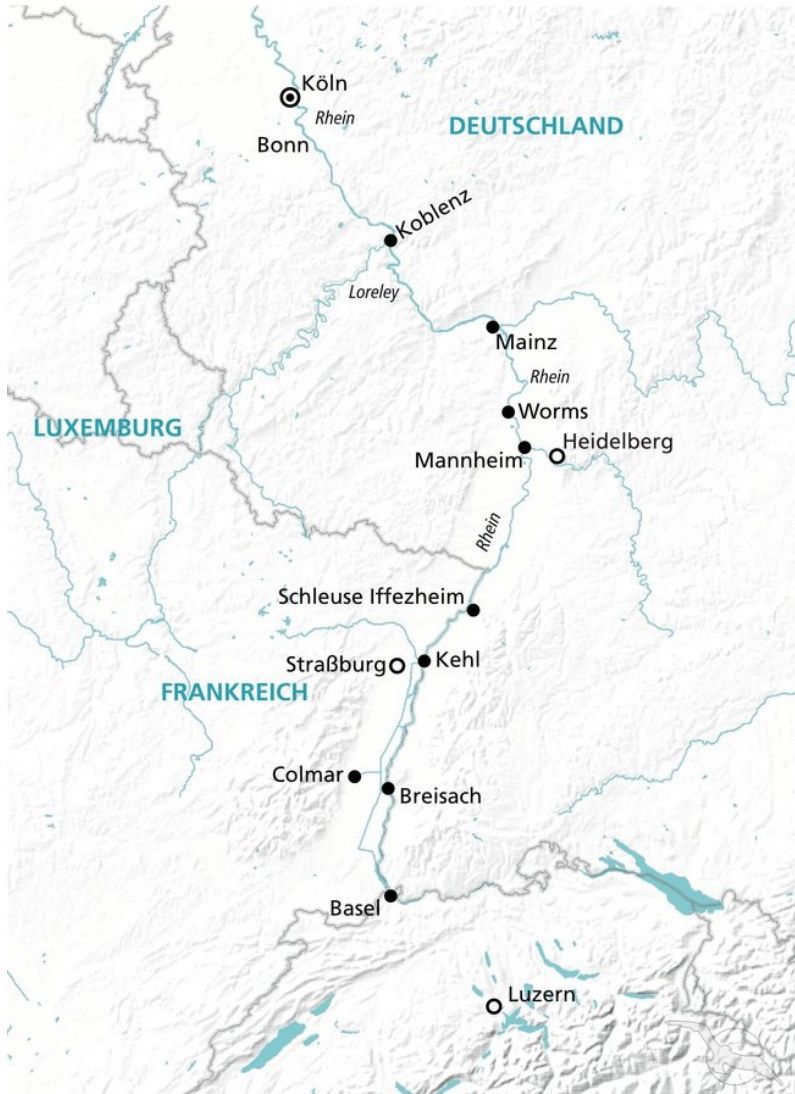 Köln
Rhein
DEUTSCHLAND
Bonn
Koblenz
Loreley
Mainz
Rhein
Worms
LUXEMBURG
Heidelberg
Mannheim
Rhein
Schleuse Iffezheim
Straßburg
Kehl
FRANKREICH
Colmar
Breisach
Basel
Luzern